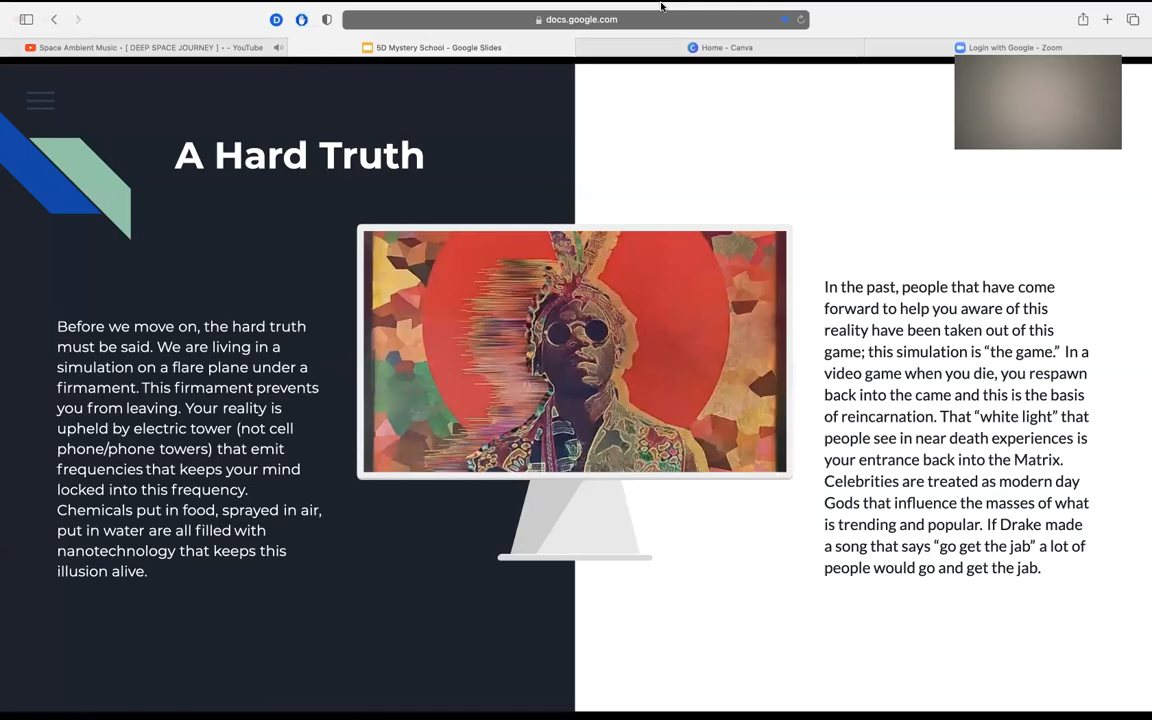 docs.google.com
Space Ambient Music • [ DEEP SPACE JOURNEY ] • - YouTube
5D Mystery School - Google Slides
Home - Canva
Login with Google - Zoom
A Hard Truth
Before we move on, the hard truth
must be said. We are living in a
simulation on a flare plane under a
firmament. This firmament prevents
you from leaving. Your reality is
upheld by electric tower (not cell
phone/phone towers) that emit
frequencies that keeps your mind
locked into this frequency.
Chemicals put in food, sprayed in air,
put in water are all filled with
nanotechnology that keeps this
illusion alive.
In the past, people that have come
forward to help you aware of this
reality have been taken out of this
game; this simulation is “the game.” In a
video game when you die, you respawn
back into the came and this is the basis
of reincarnation. That “white light” that
people see in near death experiences is
your entrance back into the Matrix.
Celebrities are treated as modern day
Gods that influence the masses of what
is trending and popular. If Drake made
a song that says “go get the jab” a lot of
people would go and get the jab.